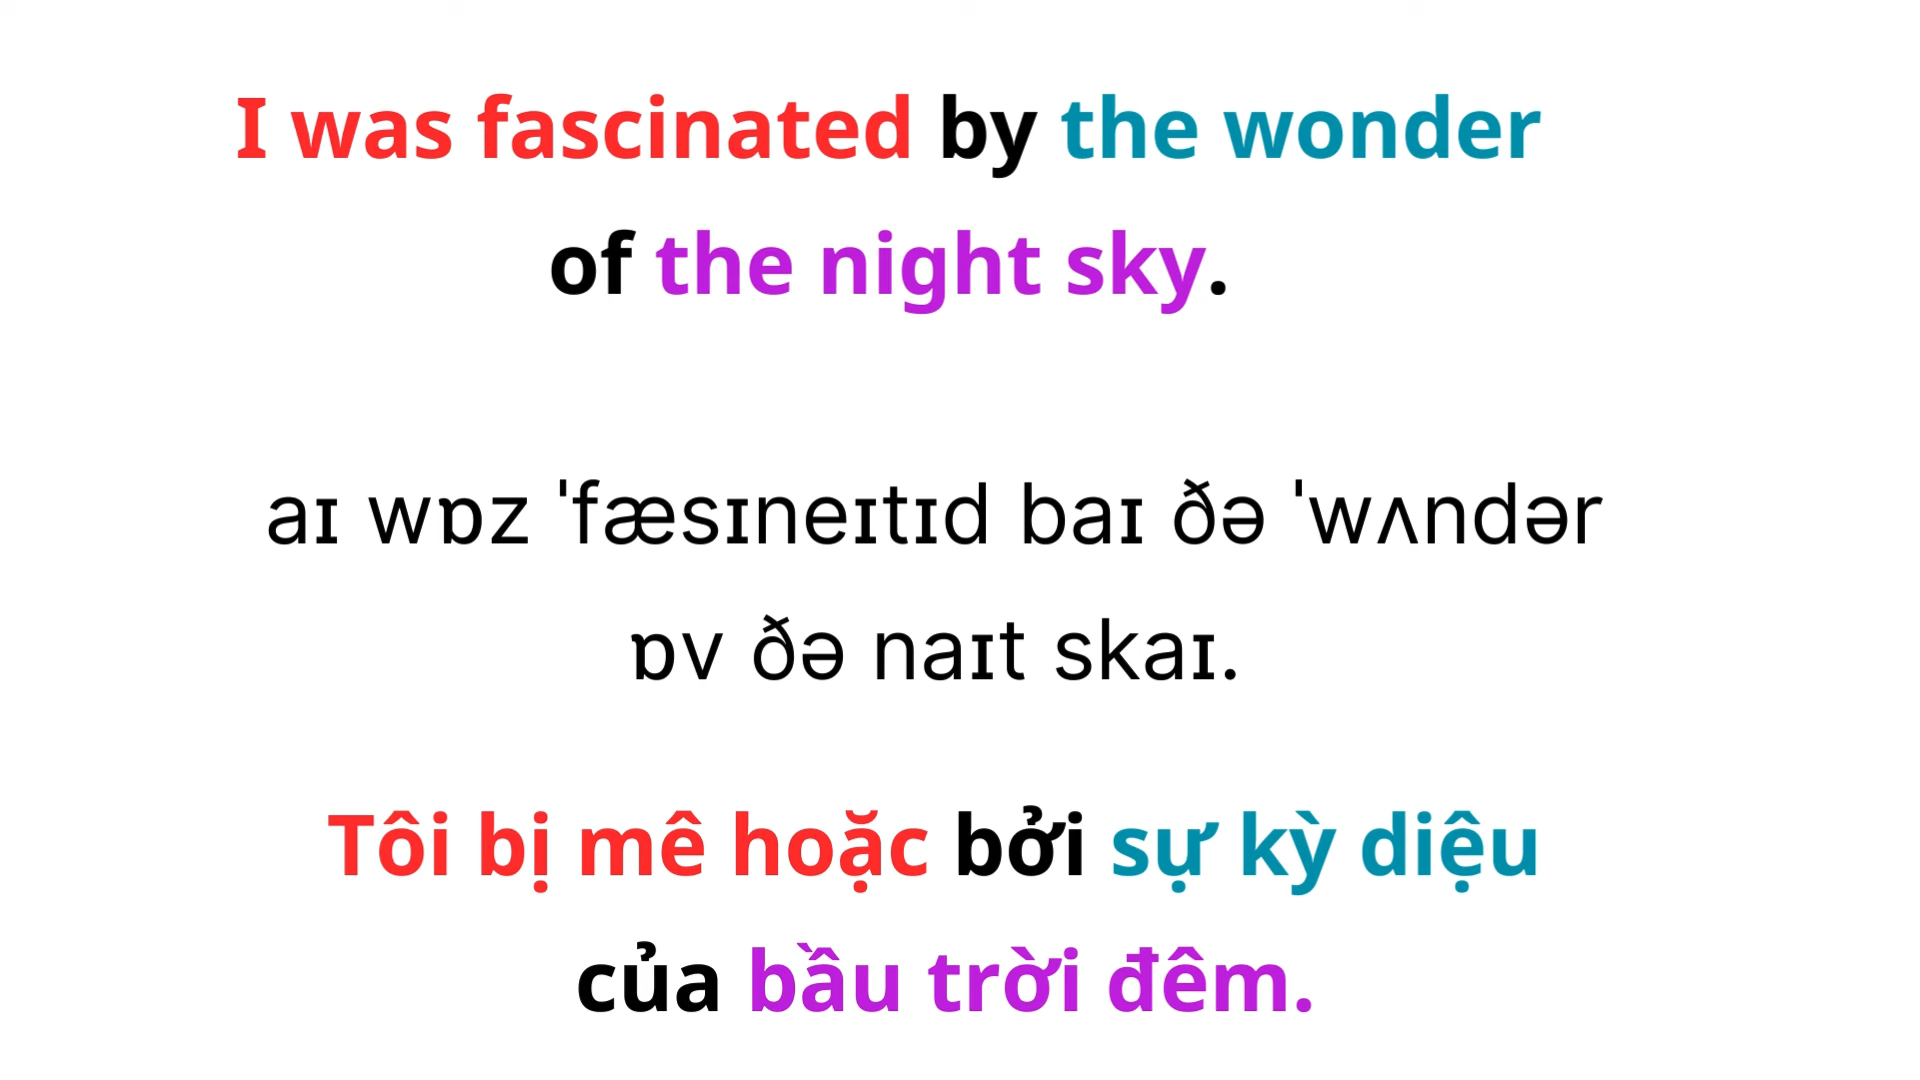 I was fascinated by the wonder
of the night sky.
aɪ wɒz ˈfæsɪneɪtɪd baɪ ðə ˈwʌndər
ɒv ðə naɪt skaɪ.
Tôi bị mê hoặc bởi sự kỳ diệu
của bầu trời đêm.